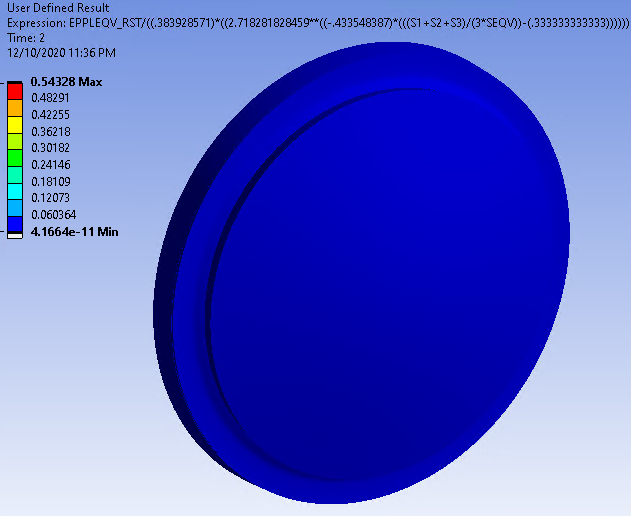 User Defined Result
Expression: EPPLEQV_RST/((.383928571)*((2.718281828459**((-.433548387)*(((S1+S2+S3)/(3*SEQV))-(.333333333333))))))
Time: 2
12/10/2020 11:36 PM
0.54328 Max
0.48291
0.42255
0.36218
0.30182
0.24146
0.18109
0.12073
0.060364
4.1664e-11 Min